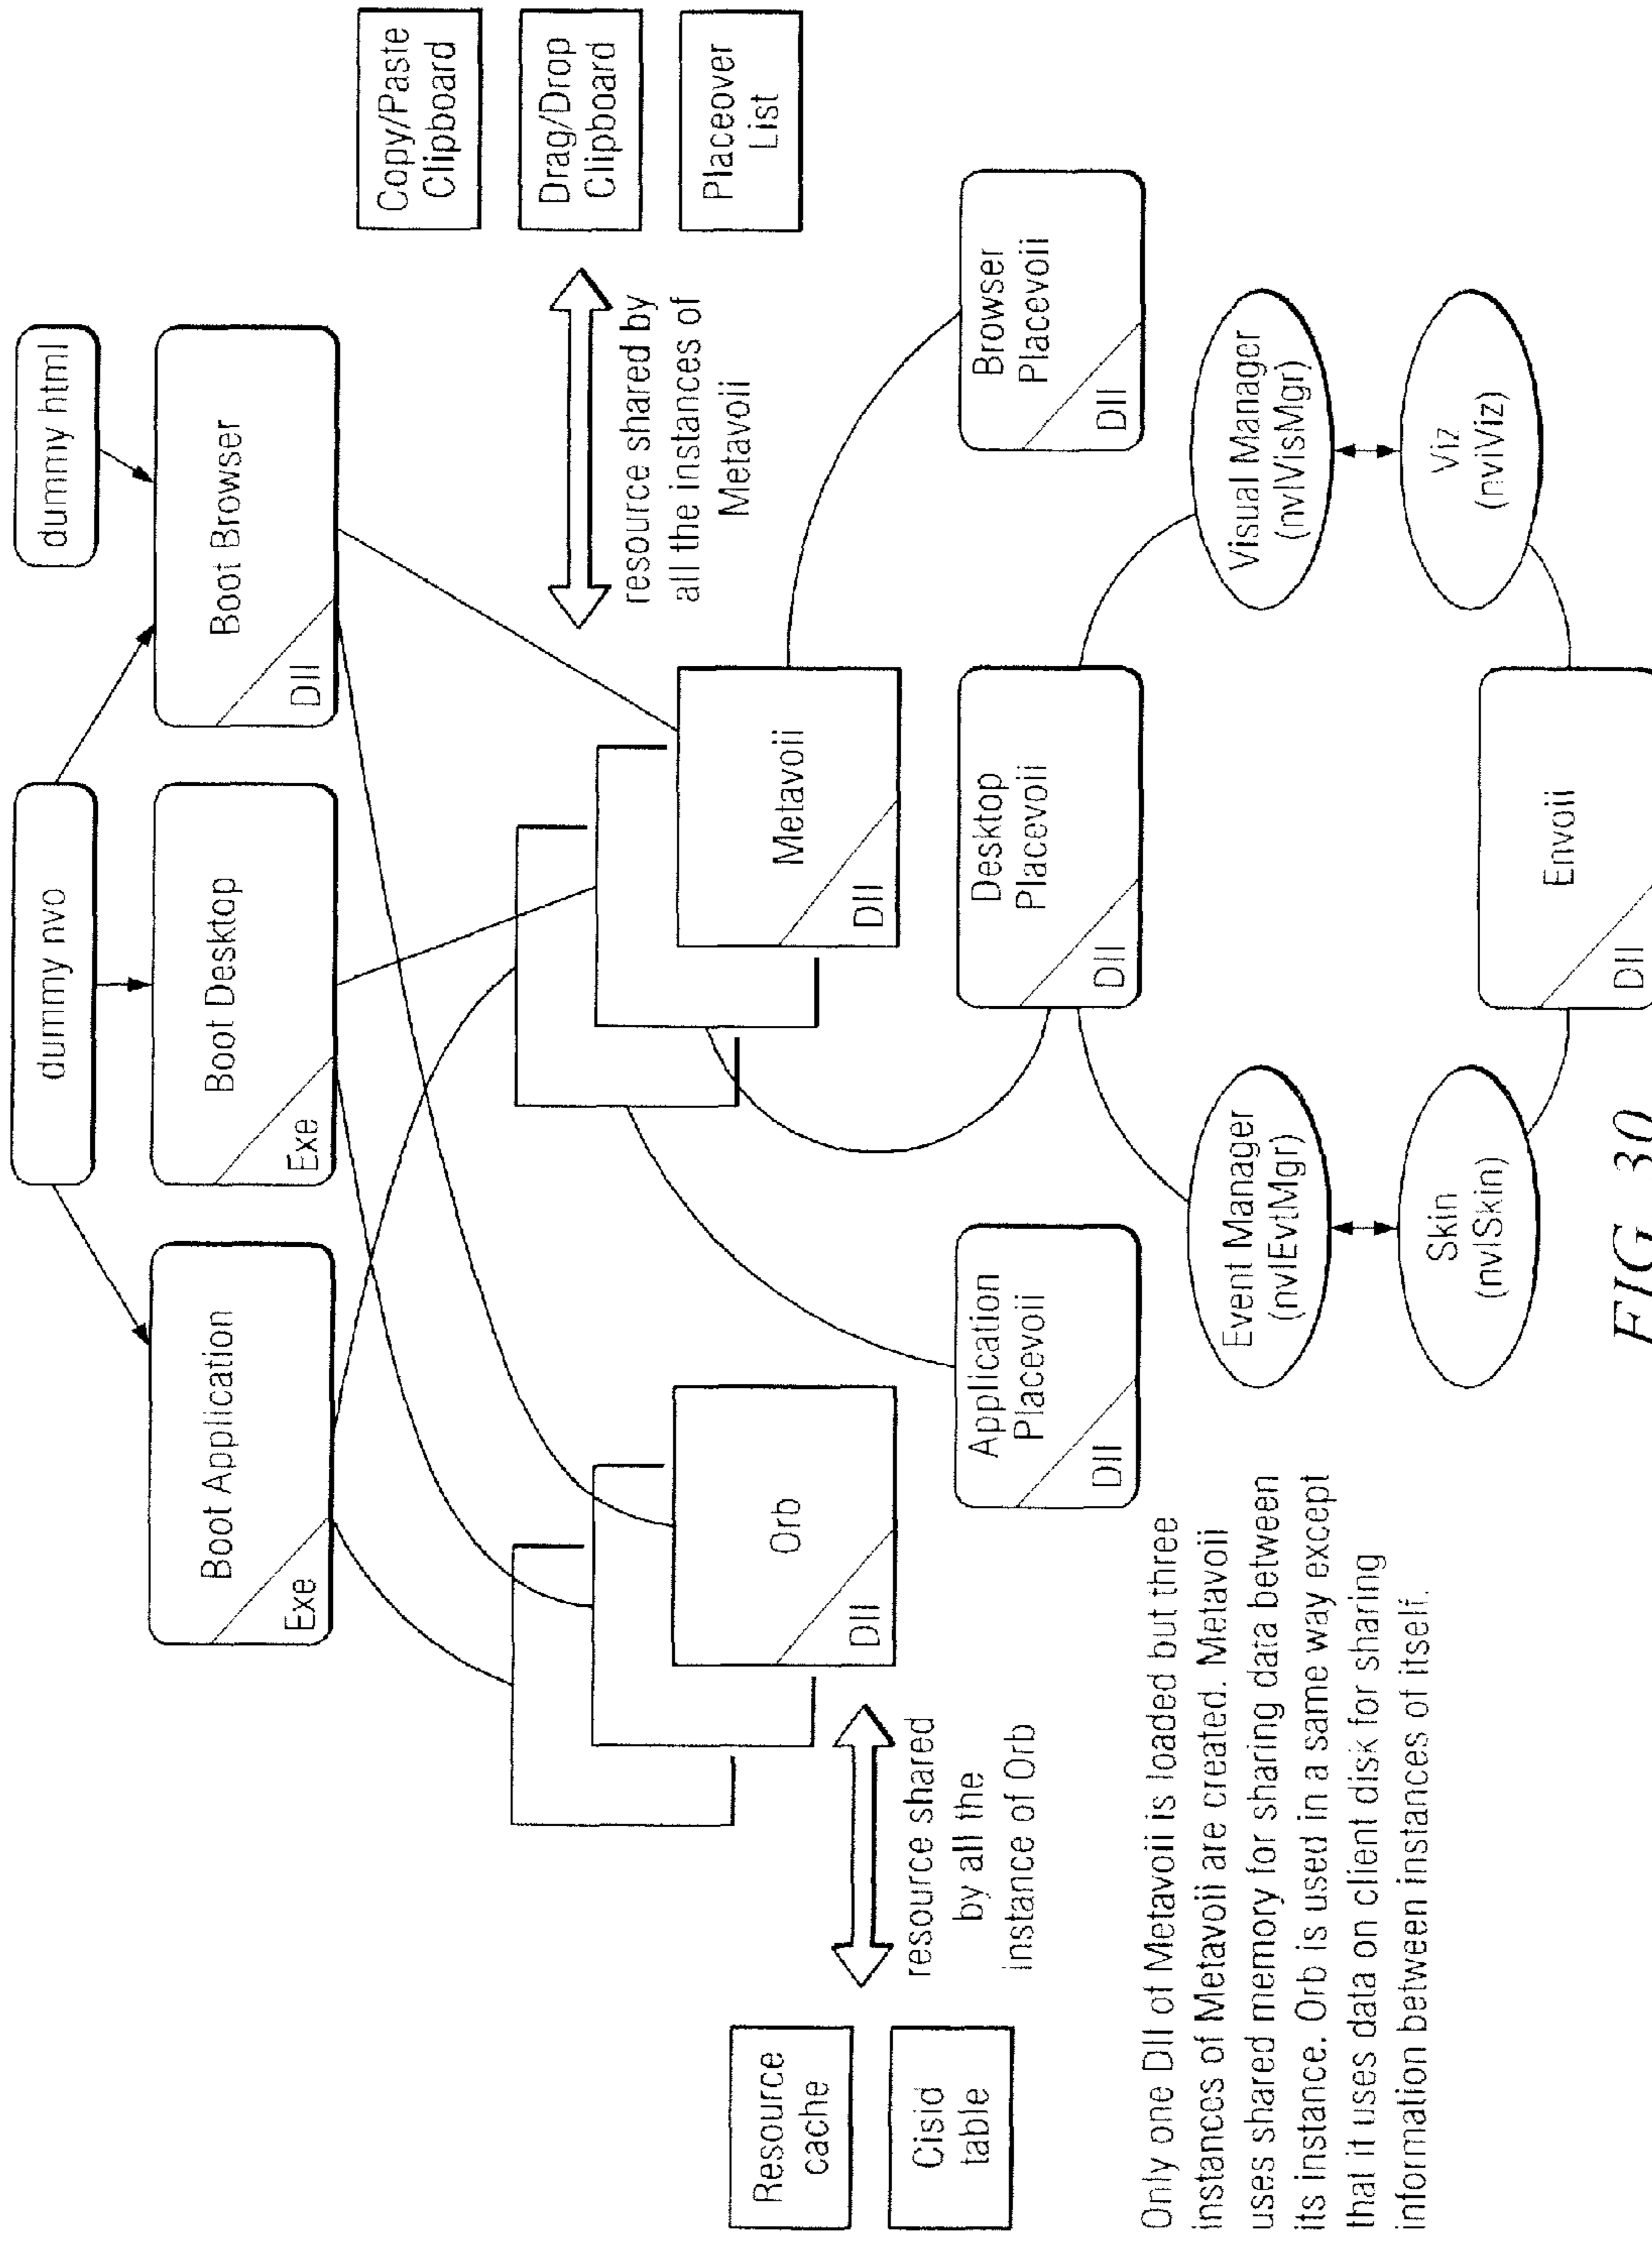 dummy nvo
dummy html
Boot Application
Exe
Boot Desktop
Exe
Boot Browser
Dll
Copy/Paste
Clipboard
Drag/Drop
Clipboard
Placeover
List
resource shared by
all the instances of
Metavoii
Orb
Dll
Metavoii
Dll
Resource
cache
Cisid
table
resource shared
by all the
instance of Orb
Application
Placevoii
Dll
Desktop
Placevoii
Dll
Browser
Placevoii
Dll
Event Manager
(nvlEvtMgr)
Visual Manager
(nvlVisMgr)
Skin
(nvlSkin)
Viz
(nviViz)
Envoii
Dll
Only one Dll of Metavoii is loaded but three
instances of Metavoii are created. Metavoii
uses shared memory for sharing data between
its instance. Orb is used in a same way except
that it uses data on client disk for sharing
information between instances of itself.
FIG. 30